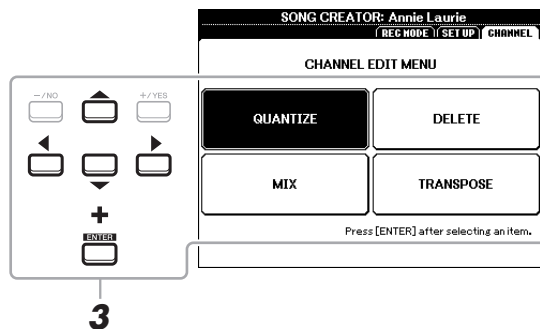 SONG CREATOR: Annie Laurie
REC MODE SET UP CHANNEL
CHANNEL EDIT MENU
-/NO +/YES
QUANTIZE DELETE
MIX TRANSPOSE
+
ENTER
Press [ENTER] after selecting an item.
3